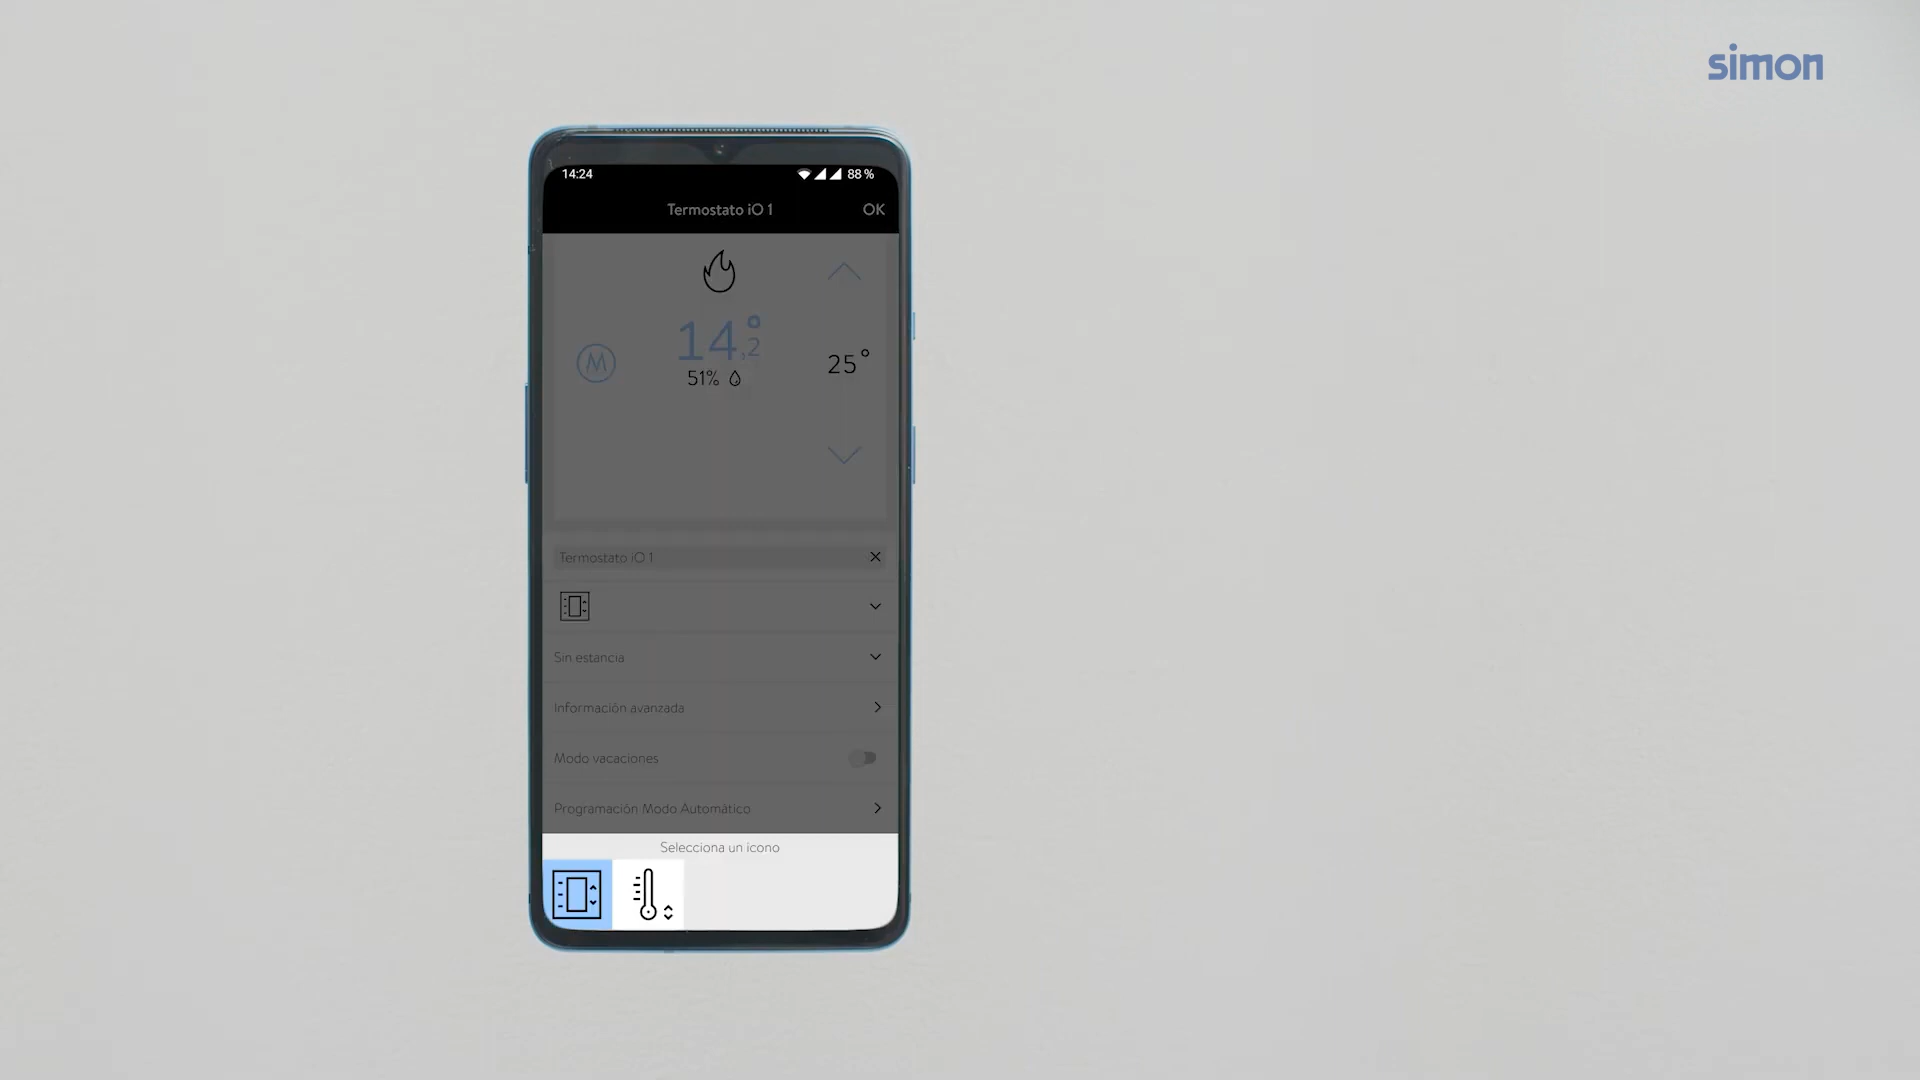 simon
14:24 88 %
Termostato iO 1 OK
14,2°
M
25°
51%
Termostato iO 1
Sin estancia
Información avanzada
Modo vacaciones
Programación Modo Automático
Selecciona un icono